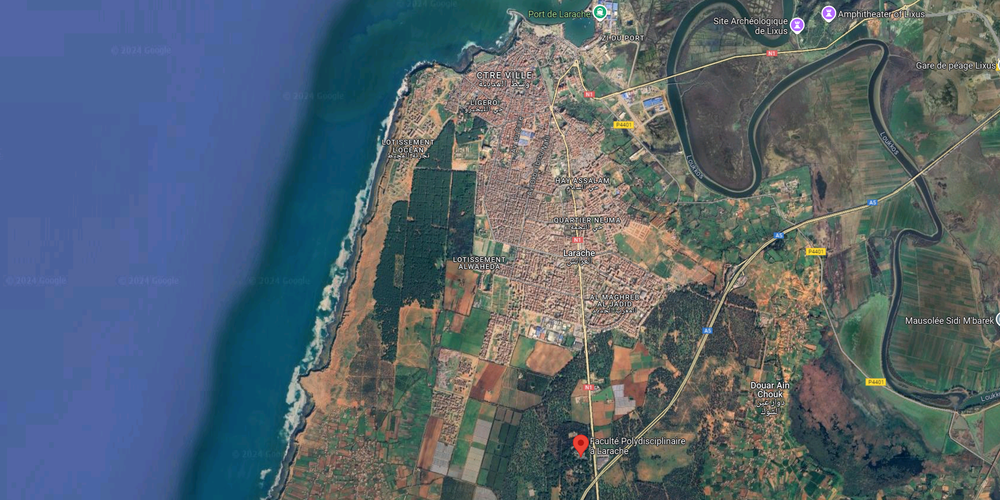 © 2024 Google
Port de Larache
Amphitheater of Lixus
Site Archéologique
de Lixus
ZI DU PORT
© 2024 Google
N1
Gare de péage Lixus
CTRE VILLE
وسط المدينة
© 2024 Google
N1
LIGERO
حي الليخيرو
P4401
Av. du Caire
Av. Okba Ibnou Nafii
LOTISSEMENT
L'OCÉAN
تجزئة المحيط
Loukkos
Loukkos
HAY ASSALAM
حي السلام
A5
QUARTIER NEJMA
حي النجمة
A5
N1
P4401
Larache
العرائش
LOTISSEMENT
ALWAHEDA
© 2024 Google
© 2024 Google
© 2024 Google
AL MAGHREB
AL JADID
المغرب الجديد
Mausolée Sidi M'barek
A5
P4401
N1
Douar Ain
Chouk
دوار عين
الشوك
Faculté Polydisciplinaire
à Larache